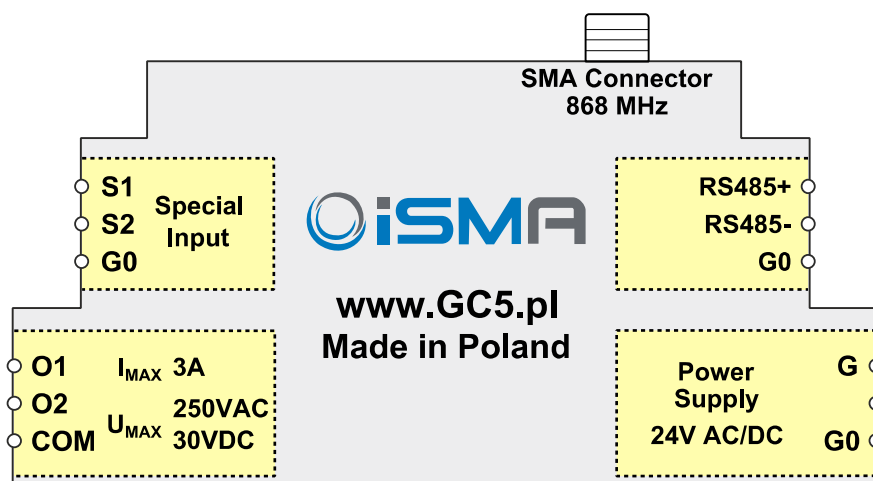 SMA Connector
868 MHz
S1
S2
G0
Special
Input
iSMA
RS485+
RS485-
G0
www.GC5.pl
Made in Poland
O1
O2
COM
IMAX 3A
UMAX 250VAC
30VDC
Power
Supply
24V AC/DC
G
G0